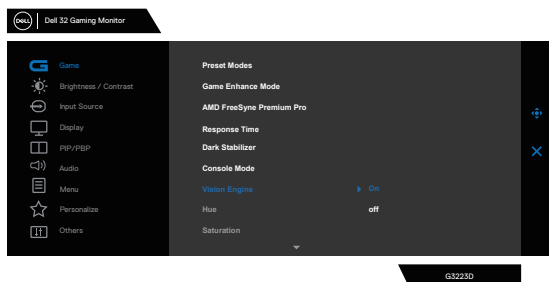 DELL
Dell 32 Gaming Monitor
Game
Brightness / Contrast
Input Source
Display
PIP/PBP
Audio
Menu
Personalize
Others
Preset Modes
Game Enhance Mode
AMD FreeSync Premium Pro
Response Time
Dark Stabilizer
Console Mode
Vision Engine On
Hue off
Saturation
G3223D